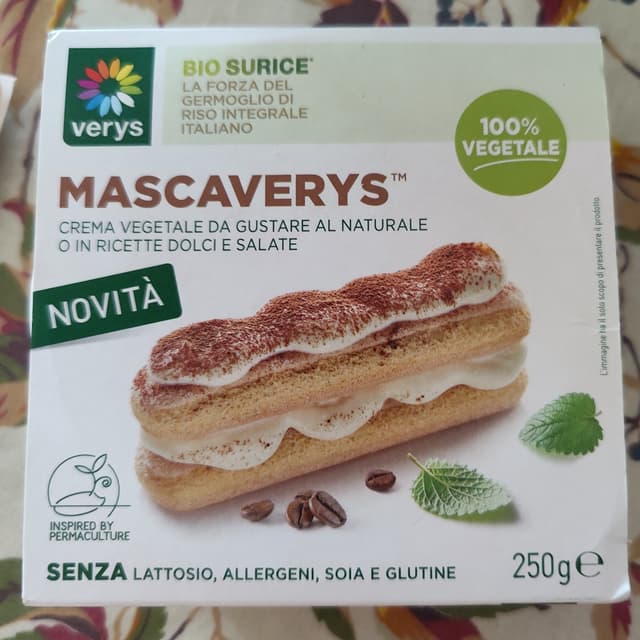 verys
BIO SURICE®
LA FORZA DEL
GERMOGLIO DI
RISO INTEGRALE
ITALIANO
100%
VEGETALE
MASCAVERYS™
CREMA VEGETALE DA GUSTARE AL NATURALE
O IN RICETTE DOLCI E SALATE
NOVITÀ
L'immagine ha il solo scopo di presentare il prodotto
INSPIRED BY
PERMACULTURE
SENZA LATTOSIO, ALLERGENI, SOIA E GLUTINE
250g℮